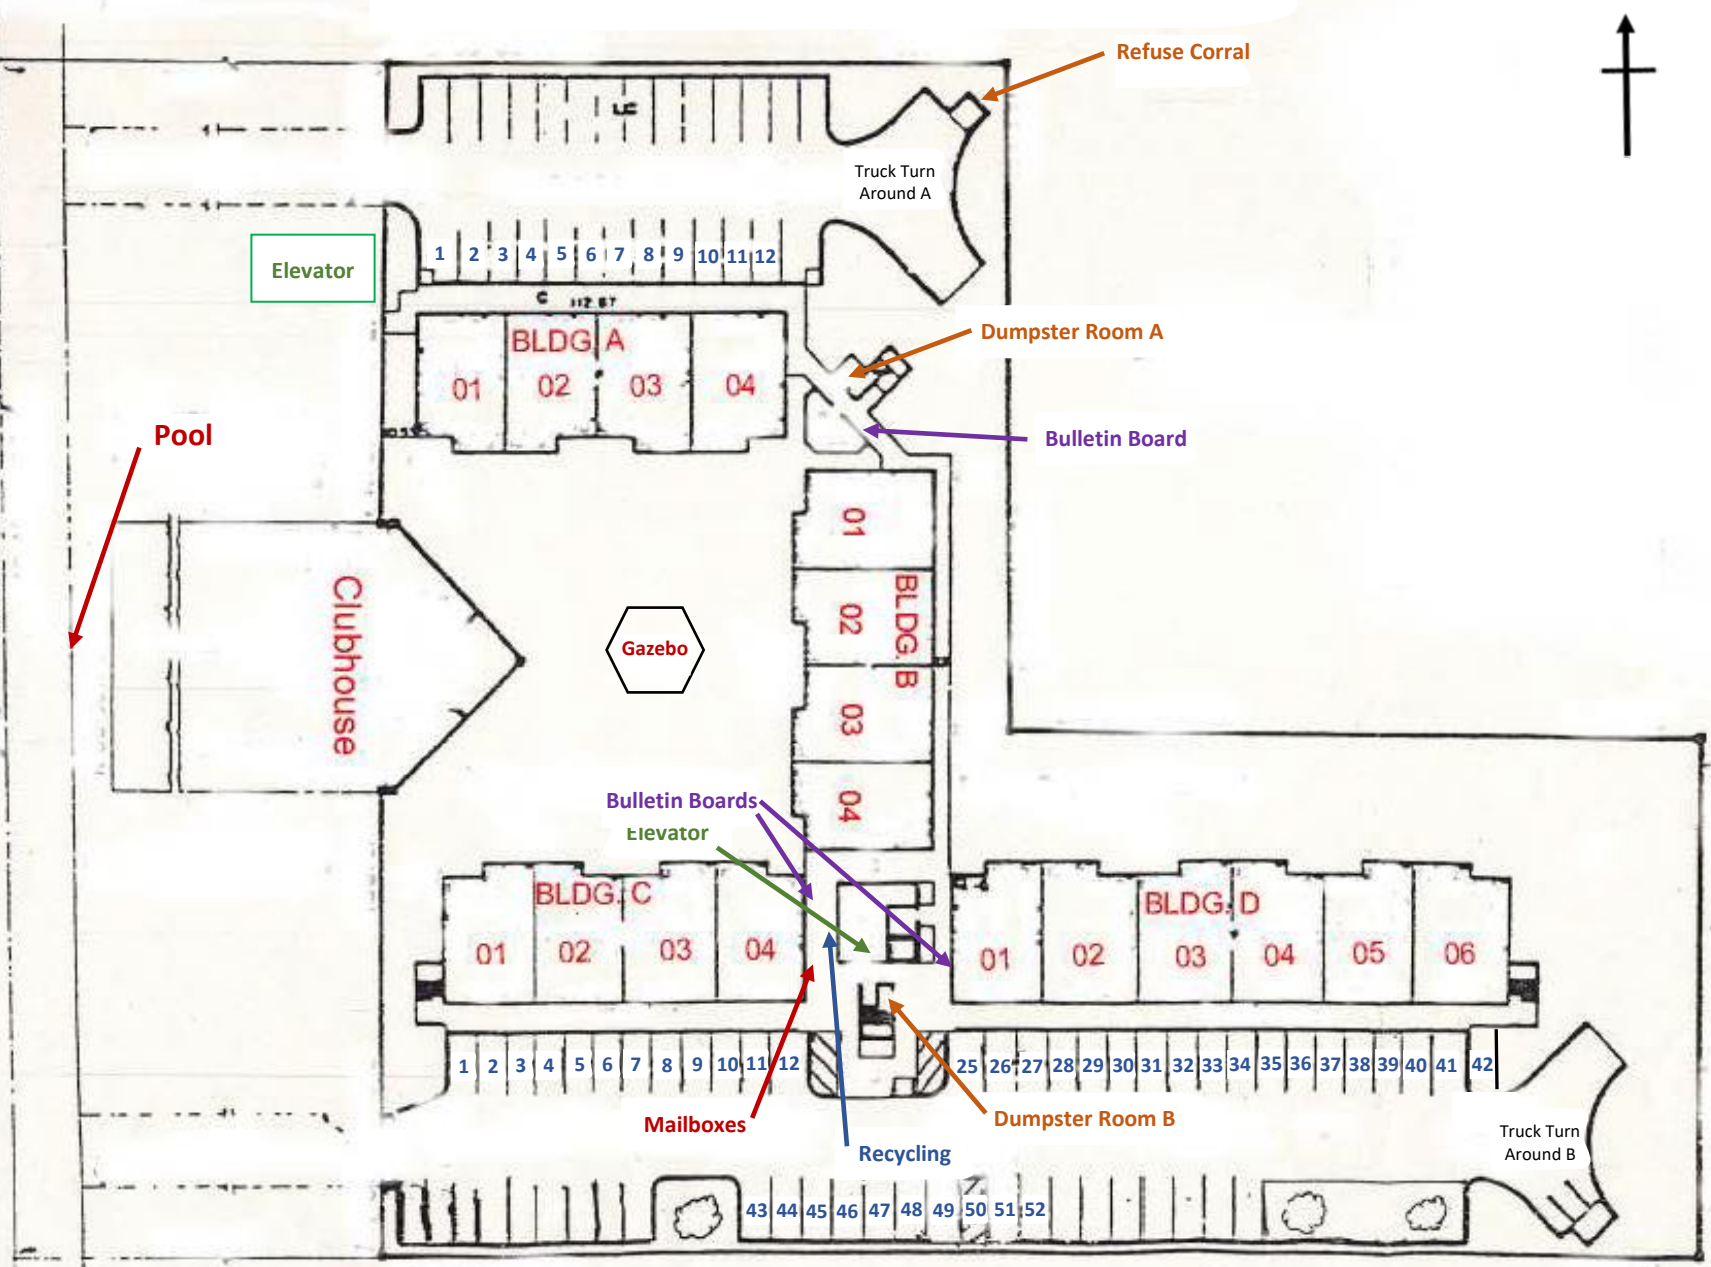 Refuse Corral
Truck Turn
Around A
Elevator
1 2 3 4 5 6 7 8 9 10 11 12
C 112.67
Dumpster Room A
BLDG. A
01 02 03 04
Pool
Bulletin Board
01
02
03
04
BLDG. B
Clubhouse
Gazebo
Bulletin Boards
Elevator
BLDG. C
01 02 03 04
BLDG. D
01 02 03 04 05 06
1 2 3 4 5 6 7 8 9 10 11 12
25 26 27 28 29 30 31 32 33 34 35 36 37 38 39 40 41 42
Mailboxes
Dumpster Room B
Recycling
Truck Turn
Around B
43 44 45 46 47 48 49 50 51 52